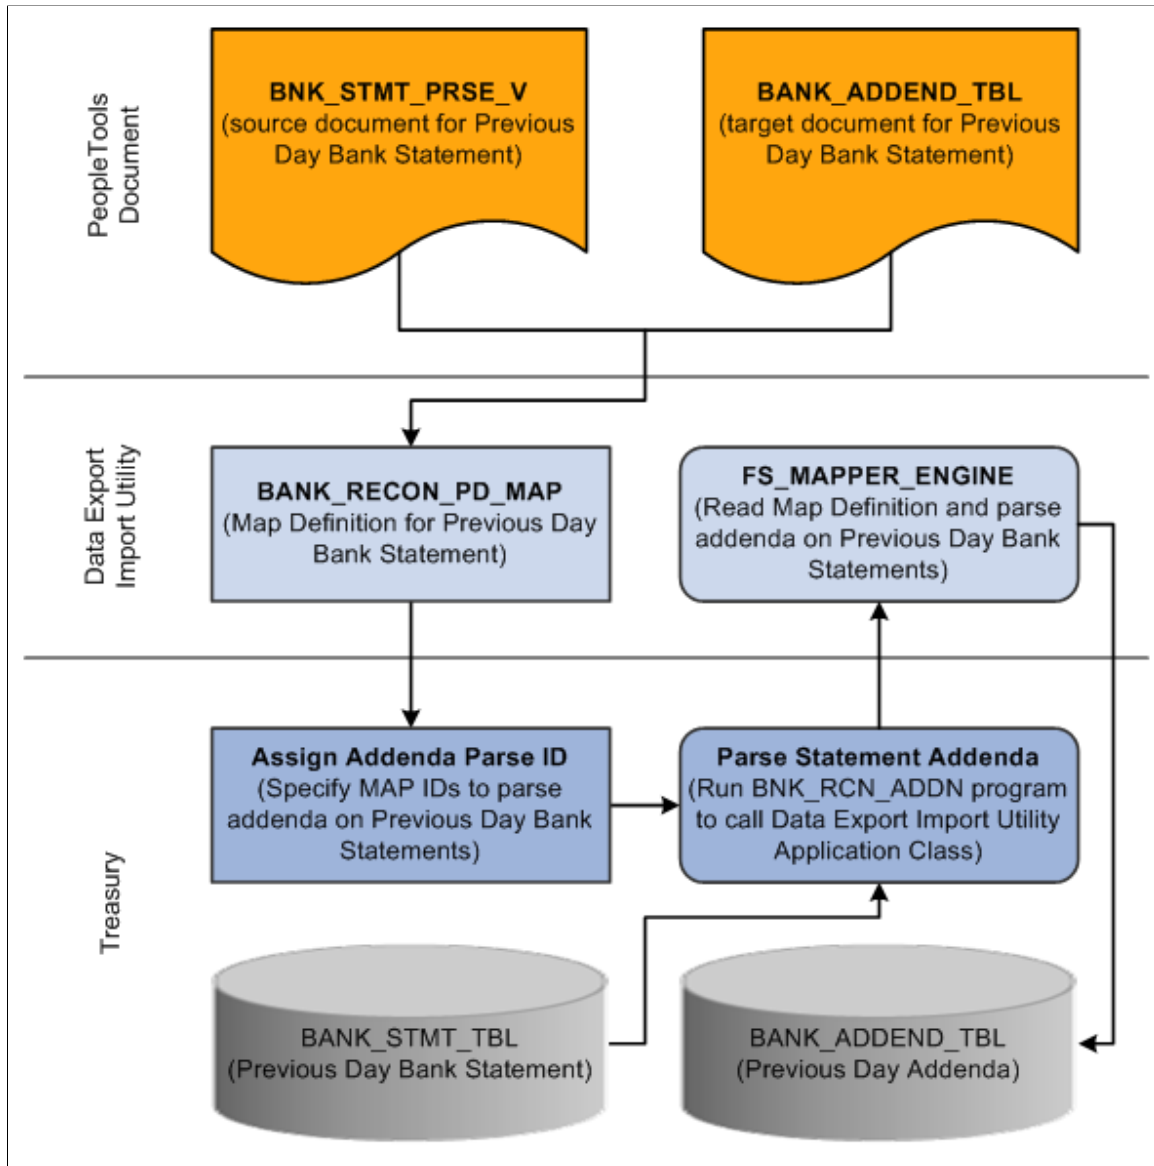 PeopleTools
Document
BNK_STMT_PRSE_V
(source document for Previous
Day Bank Statement)
BANK_ADDEND_TBL
(target document for Previous
Day Bank Statement)
Data Export
Import Utility
BANK_RECON_PD_MAP
(Map Definition for Previous Day
Bank Statement)
FS_MAPPER_ENGINE
(Read Map Definition and parse
addenda on Previous Day Bank
Statements)
Treasury
Assign Addenda Parse ID
(Specify MAP IDs to parse
addenda on Previous Day Bank
Statements)
Parse Statement Addenda
(Run BNK_RCN_ADDN program
to call Data Export Import Utility
Application Class)
BANK_STMT_TBL
(Previous Day Bank Statement)
BANK_ADDEND_TBL
(Previous Day Addenda)